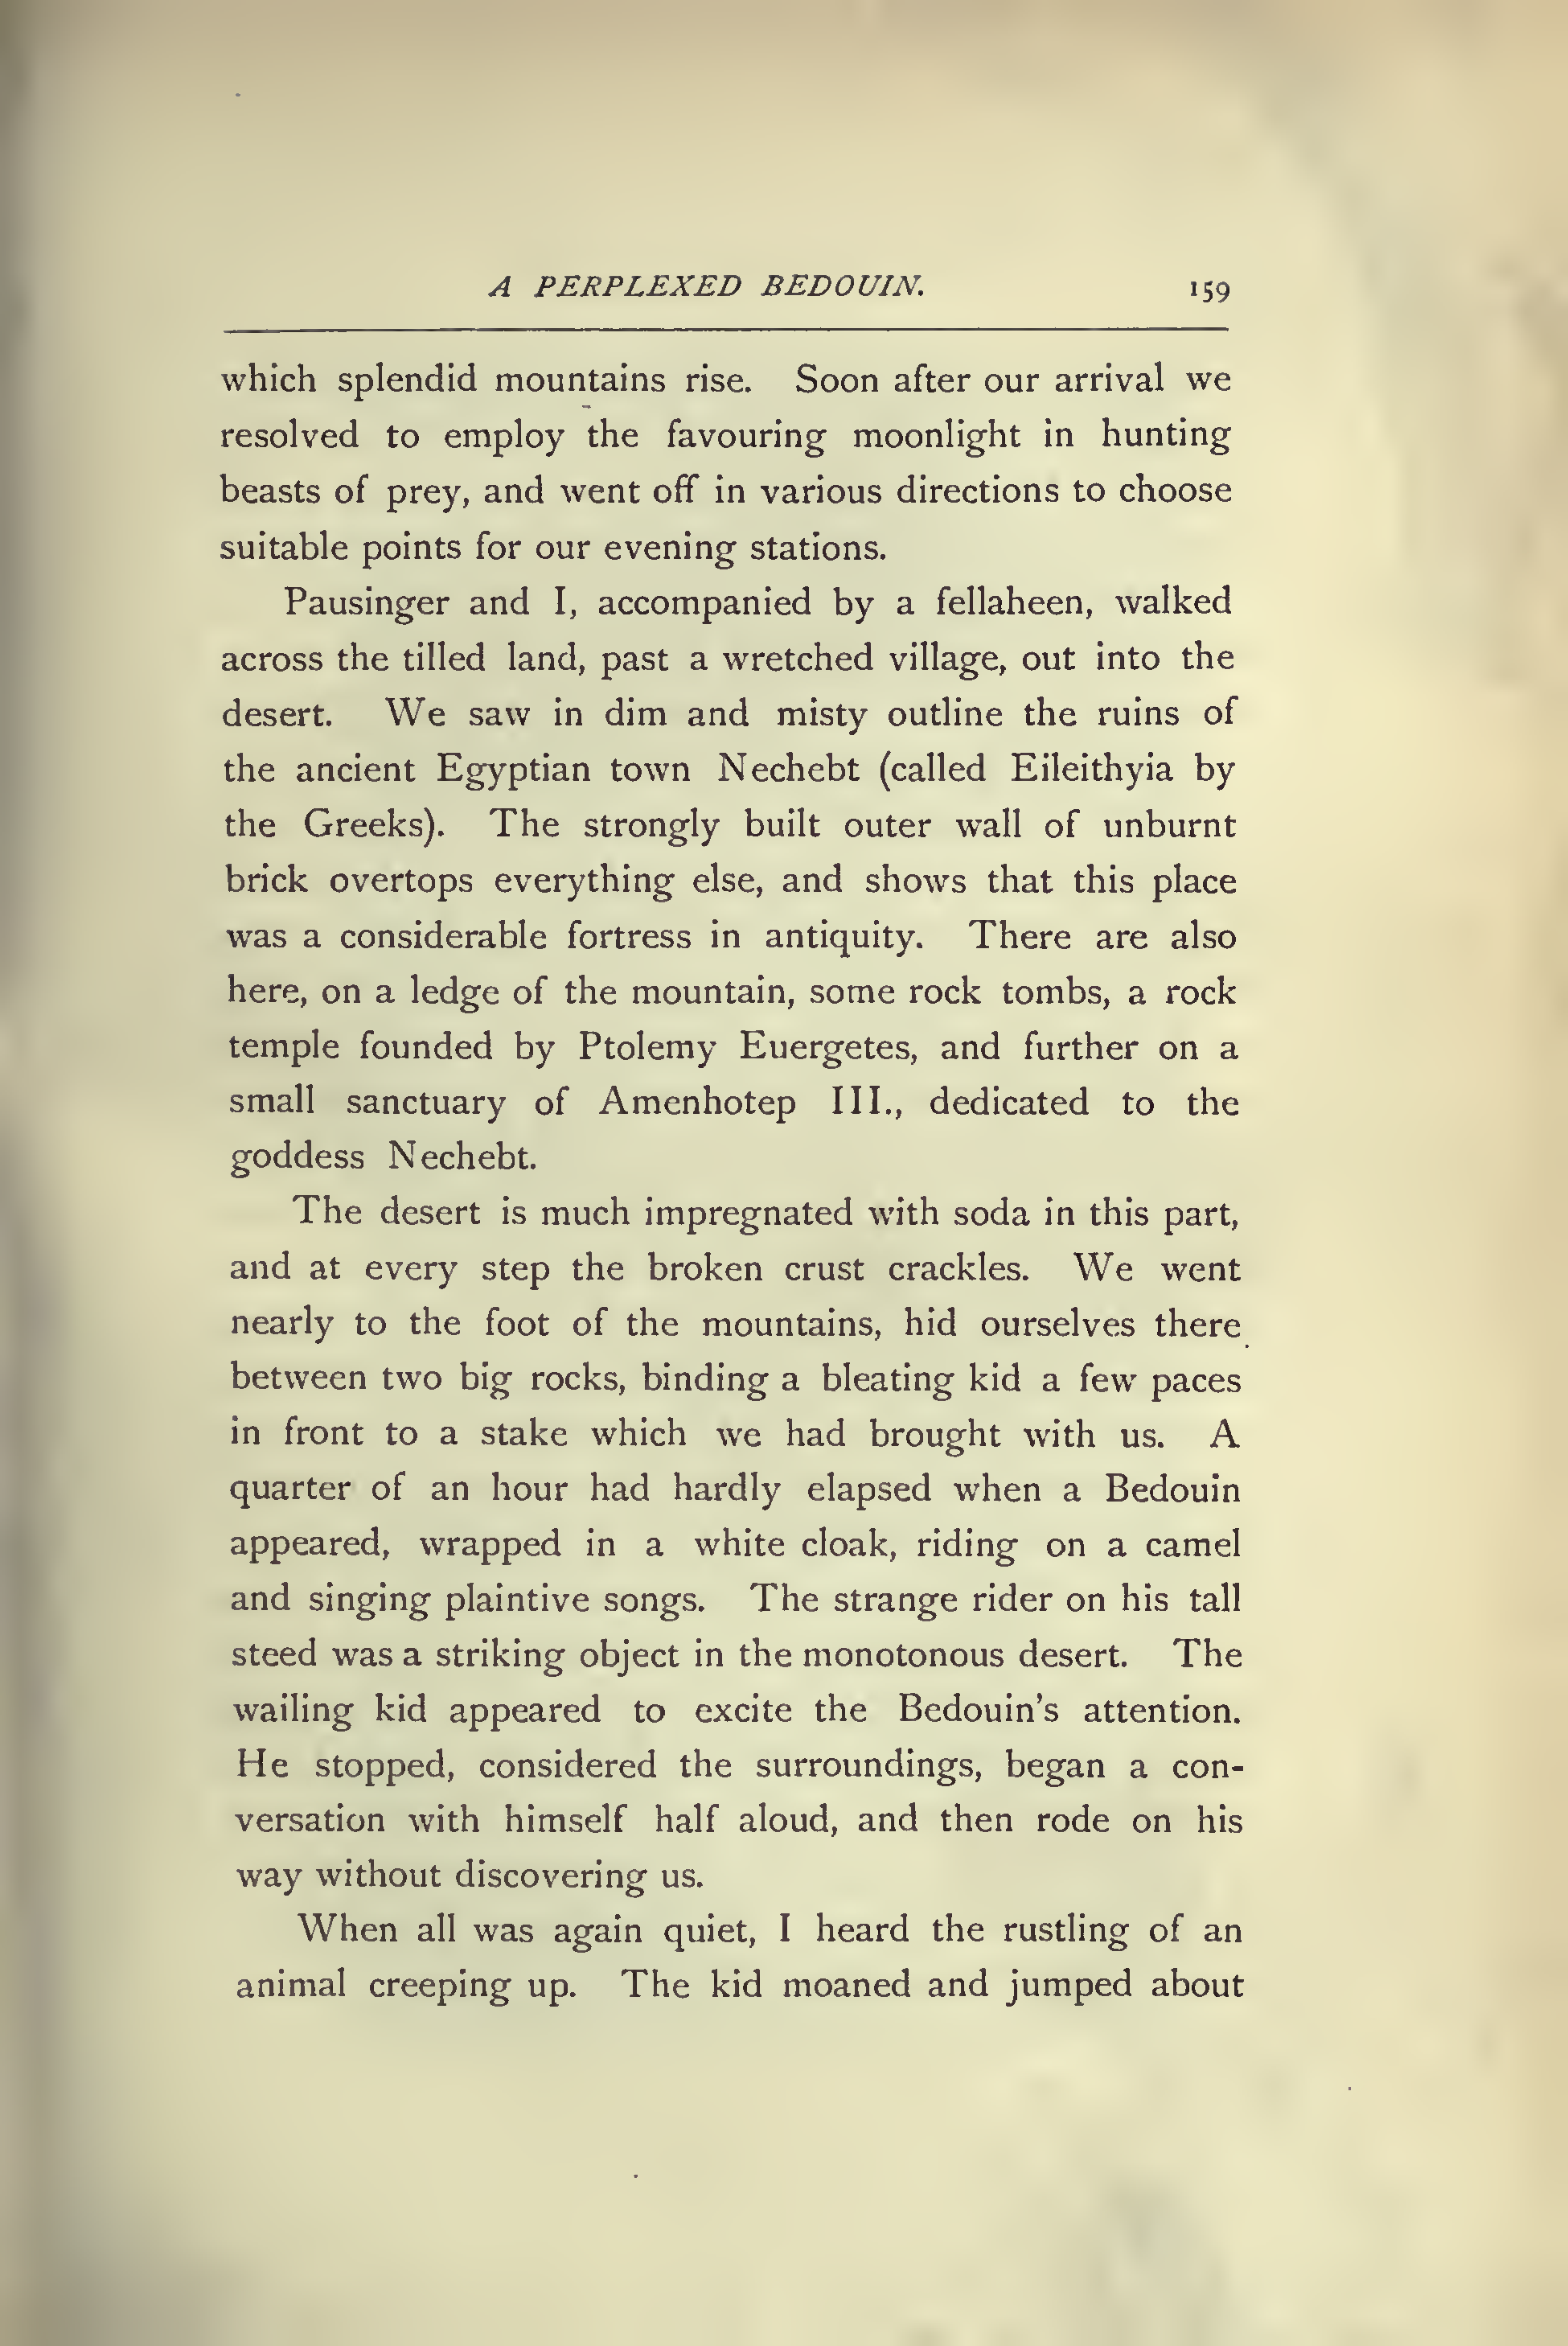 A PERPLEXED BEDOUIN. 159
which splendid mountains rise. Soon after our arrival we
resolved to employ the favouring moonlight in hunting
beasts of prey, and went off in various directions to choose
suitable points for our evening stations.
Pausinger and I, accompanied by a fellaheen, walked
across the tilled land, past a wretched village, out into the
desert. We saw in dim and misty outline the ruins of
the ancient Egyptian town Nechebt (called Eileithyia by
the Greeks). The strongly built outer wall of unburnt
brick overtops everything else, and shows that this place
was a considerable fortress in antiquity. There are also
here, on a ledge of the mountain, some rock tombs, a rock
temple founded by Ptolemy Euergetes, and further on a
small sanctuary of Amenhotep III., dedicated to the
goddess Nechebt.
The desert is much impregnated with soda in this part,
and at every step the broken crust crackles. We went
nearly to the foot of the mountains, hid ourselves there
between two big rocks, binding a bleating kid a few paces
in front to a stake which we had brought with us. A
quarter of an hour had hardly elapsed when a Bedouin
appeared, wrapped in a white cloak, riding on a camel
and singing plaintive songs. The strange rider on his tall
steed was a striking object in the monotonous desert. The
wailing kid appeared to excite the Bedouin's attention.
He stopped, considered the surroundings, began a con-
versation with himself half aloud, and then rode on his
way without discovering us.
When all was again quiet, I heard the rustling of an
animal creeping up. The kid moaned and jumped about